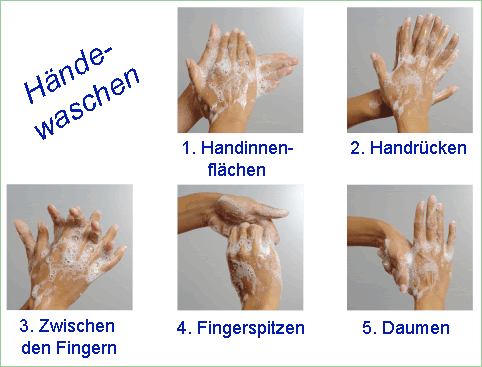 Hände-
waschen
1. Handinnen-
flächen
2. Handrücken
3. Zwischen
den Fingern
4. Fingerspitzen
5. Daumen